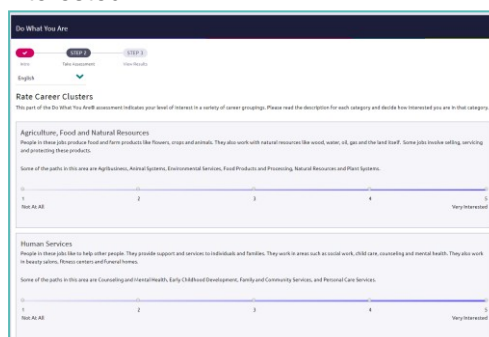 Do What You Are
STEP 2
STEP 3
Intro
Take Assessment
View Results
English
Rate Career Clusters
This part of the Do What You Are® assessment indicates your level of interest in a variety of career groupings. Please read the description for each category and decide how interested you are in that category.
Agriculture, Food and Natural Resources
People in these jobs produce food and farm products like flowers, crops and animals. They also work with natural resources like wood, water, oil, gas and the land itself. Some jobs involve selling, servicing
and protecting these products.
Some of the paths in this area are Agribusiness, Animal Systems, Environmental Services, Food Products and Processing, Natural Resources and Plant Systems.
1
2
3
4
5
Not At All
Very Interested
Human Services
People in these jobs like to help other people. They provide support and services to individuals and families. They work in areas such as social work, child care, counseling and mental health. They also work
in beauty salons, fitness centers and funeral homes.
Some of the paths in this area are Counseling and Mental Health, Early Childhood Development, Family and Community Services, and Personal Care Services.
1
2
3
4
5
Not At All
Very Interested